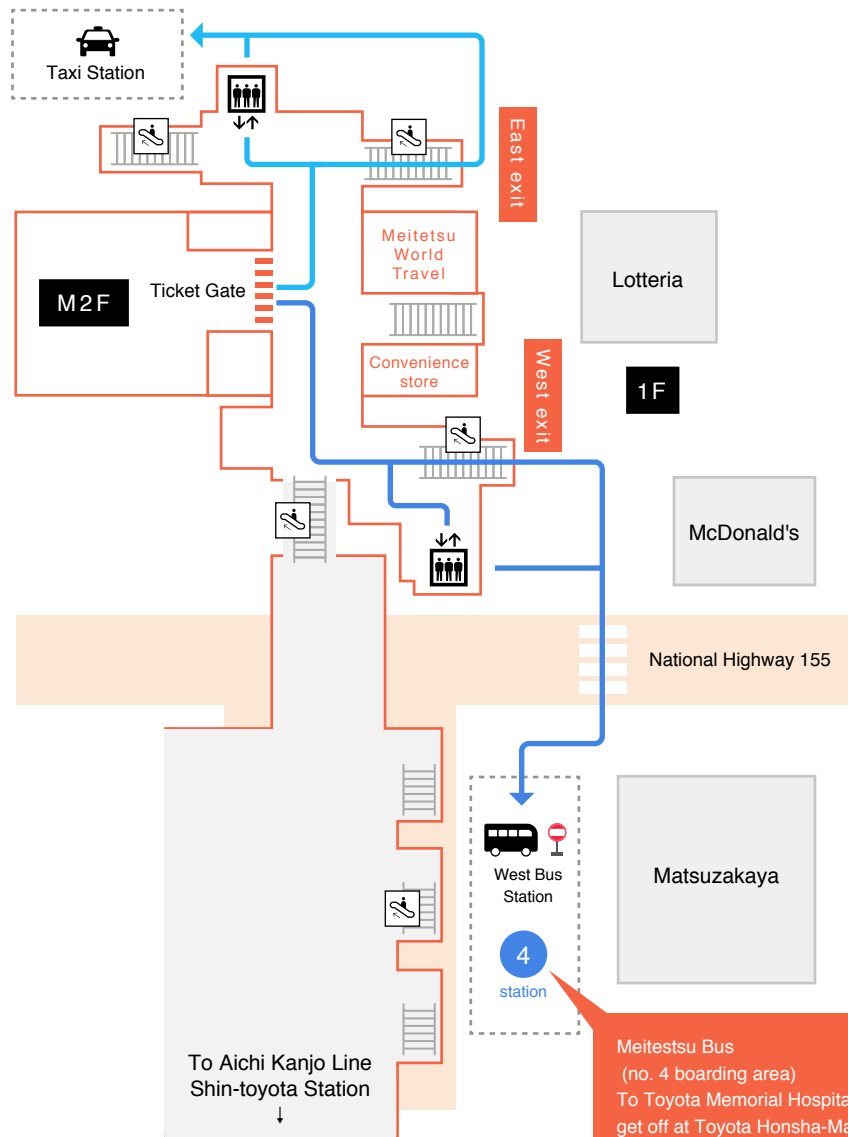 Taxi Station
East exit
Meitetsu
World
Travel
Lotteria
M2F
Ticket Gate
Convenience
store
West exit
1F
McDonald's
National Highway 155
West Bus
Station
Matsuzakaya
4
station
To Aichi Kanjo Line
Shin-toyota Station
↓
Meitestsu Bus
(no. 4 boarding area)
To Toyota Memorial Hospita
get off at Toyota Honsha-Ma